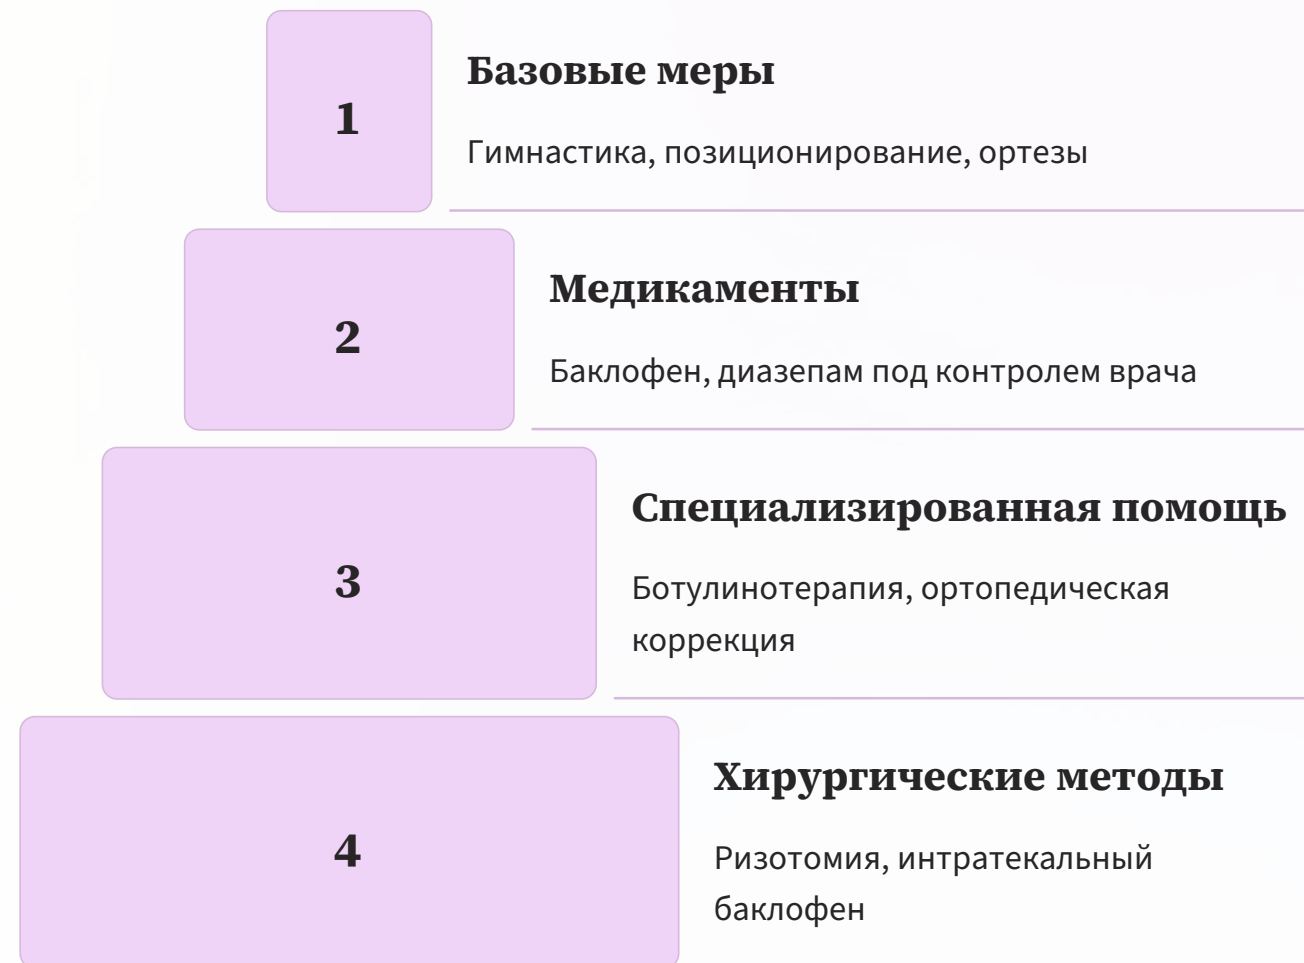 1
Базовые меры
Гимнастика, позиционирование, ортезы
2
Медикаменты
Баклофен, диазепам под контролем врача
3
Специализированная помощь
Ботулинотерапия, ортопедическая
коррекция
4
Хирургические методы
Ризотомия, интратекальный
баклофен